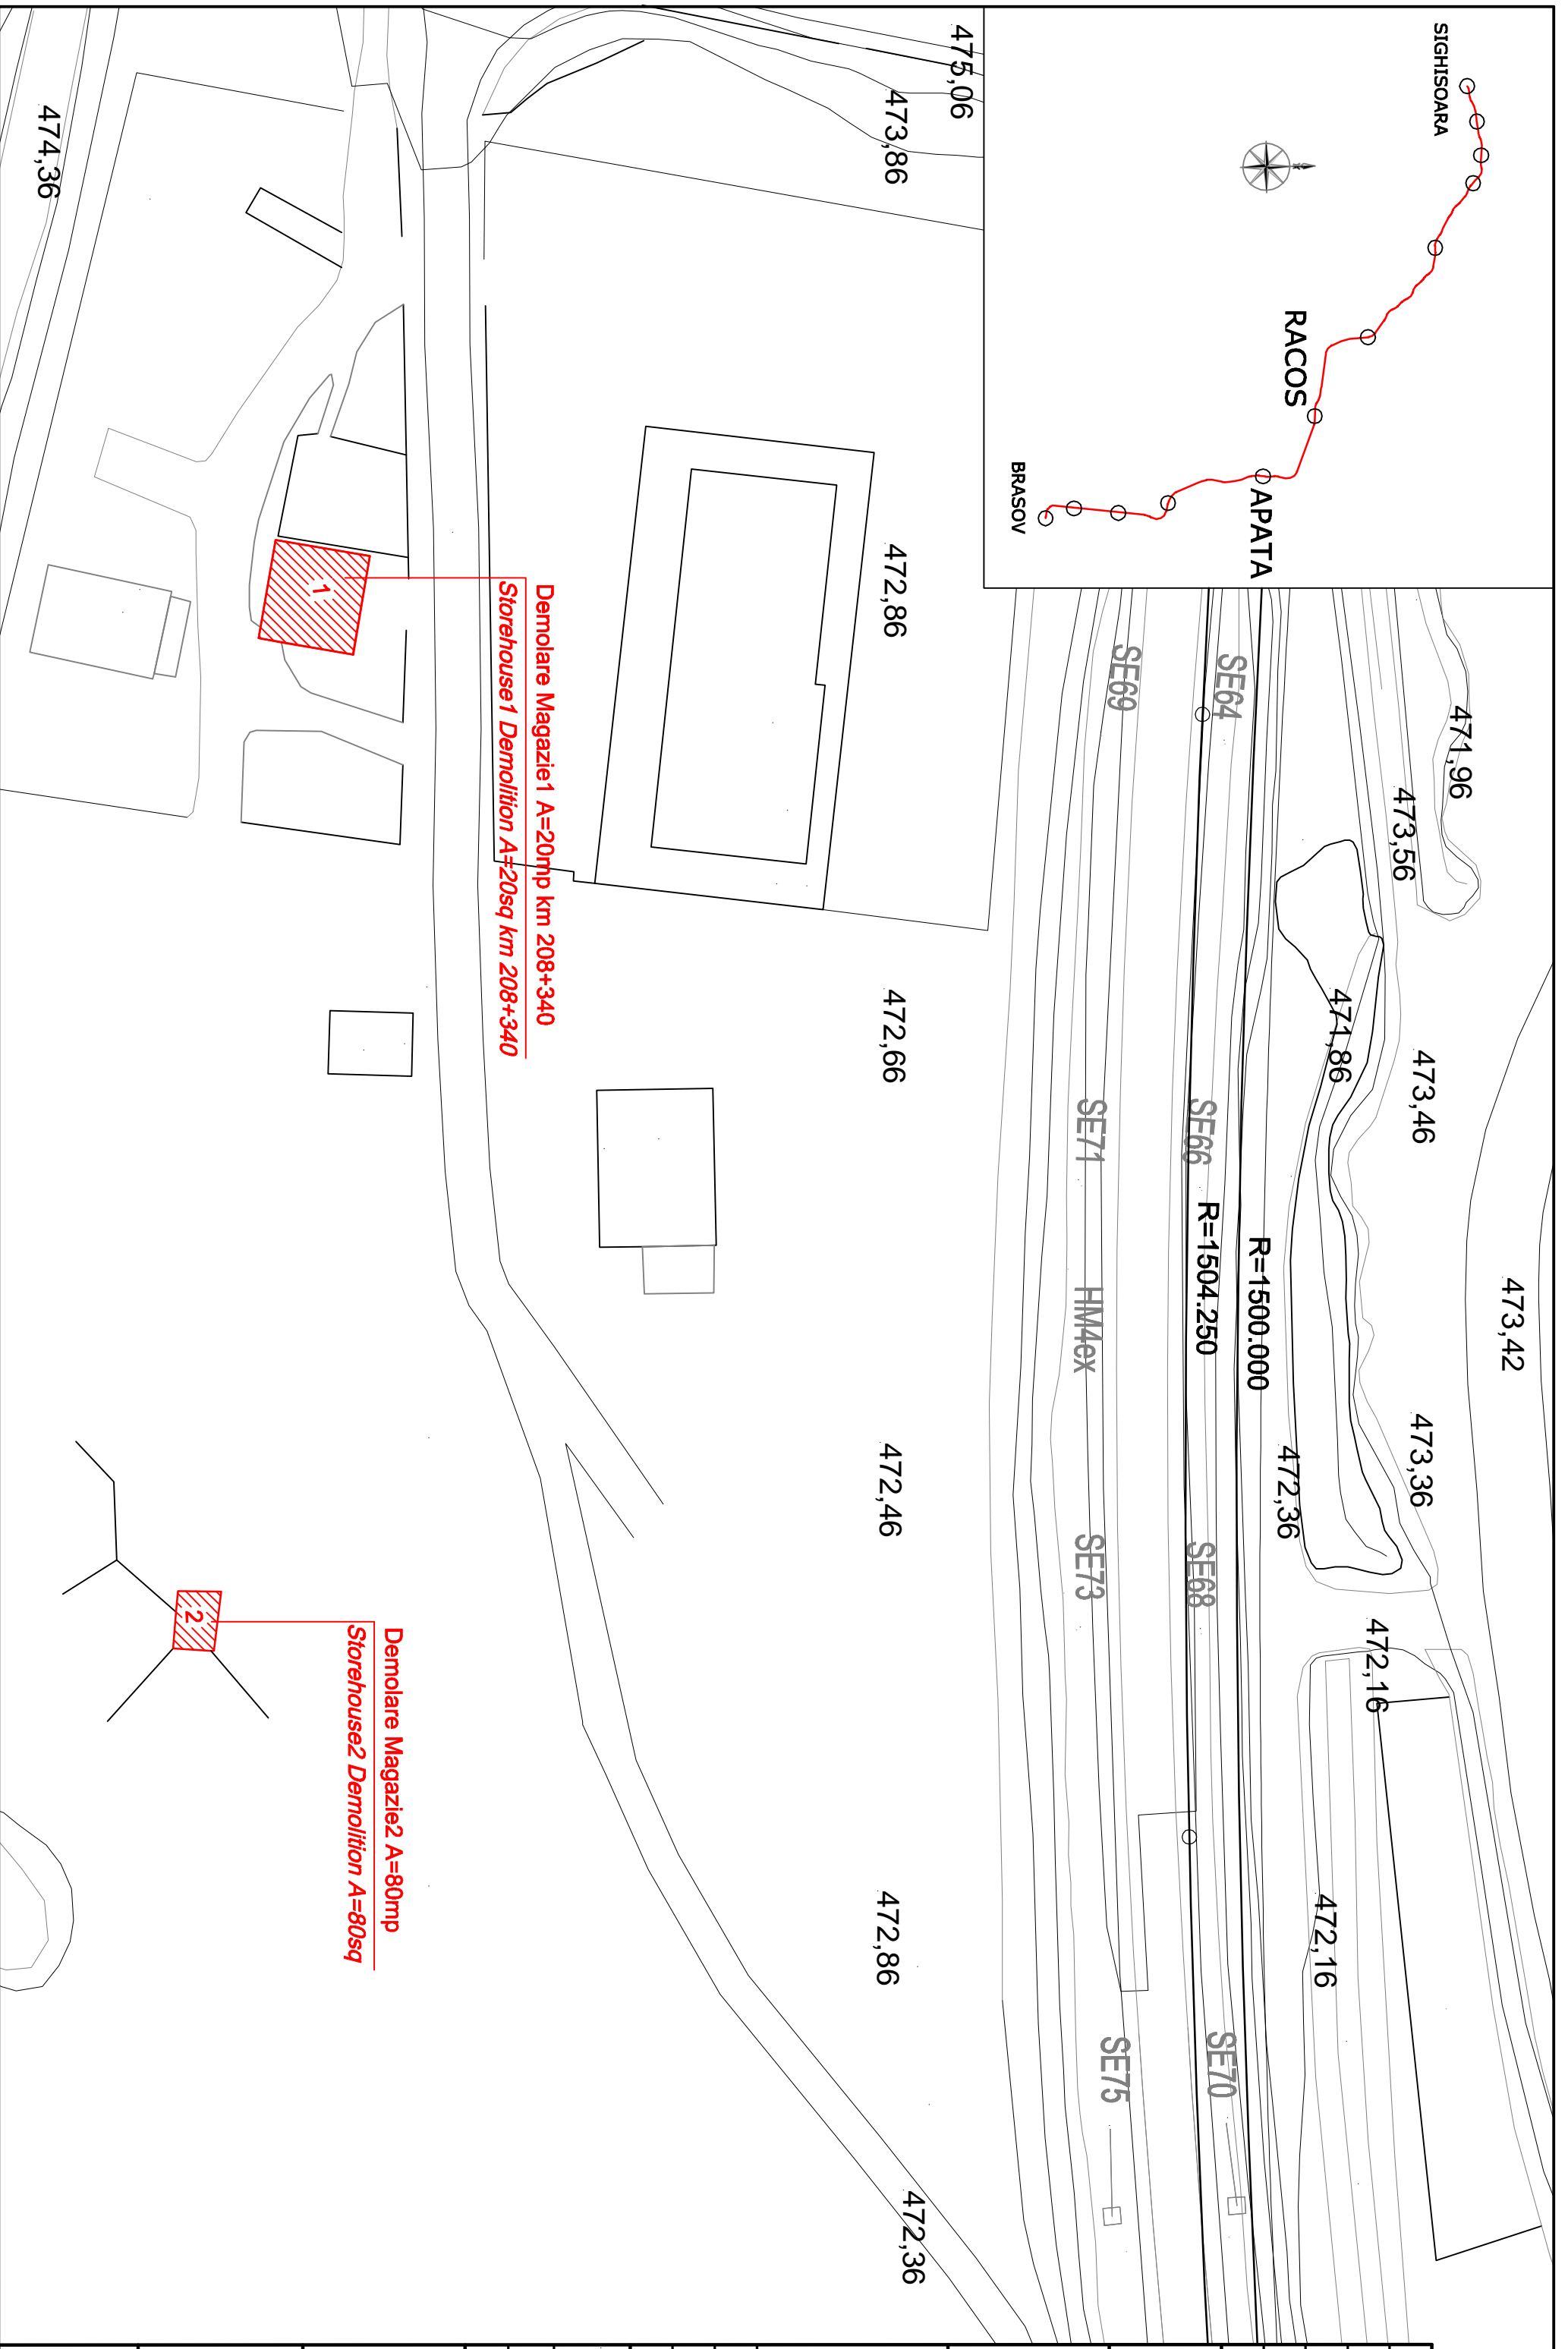 SIGHISOARA
RACOS
APATA
BRASOV
471,96
473,56
471,86
473,46
473,42
473,36
472,36
472,16
472,16
SE64
SE69
SE66
SE71
R=1500.000
R=1504.250
HM4ex
SE68
SE73
SE70
SE75
475,06
473,86
472,86
472,66
472,46
472,86
472,36
Demolare Magazie1 A=20mp km 208+340
Storehouse1 Demolition A=20sq km 208+340
1
Demolare Magazie2 A=80mp
Storehouse2 Demolition A=80sq
2
474,36